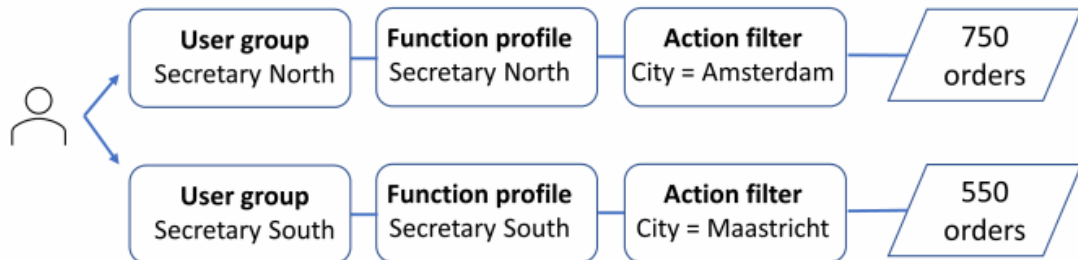 User group
Secretary North
Function profile
Secretary North
Action filter
City = Amsterdam
750
orders
User group
Secretary South
Function profile
Secretary South
Action filter
City = Maastricht
550
orders